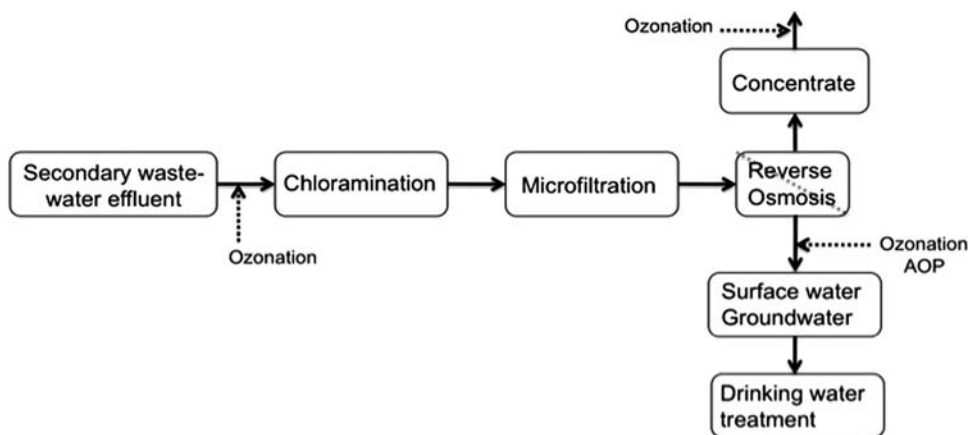 Ozonation
Concentrate
Secondary waste-
water effluent
Chloramination
Microfiltration
Reverse
Osmosis
Ozonation
Ozonation
AOP
Surface water
Groundwater
Drinking water
treatment